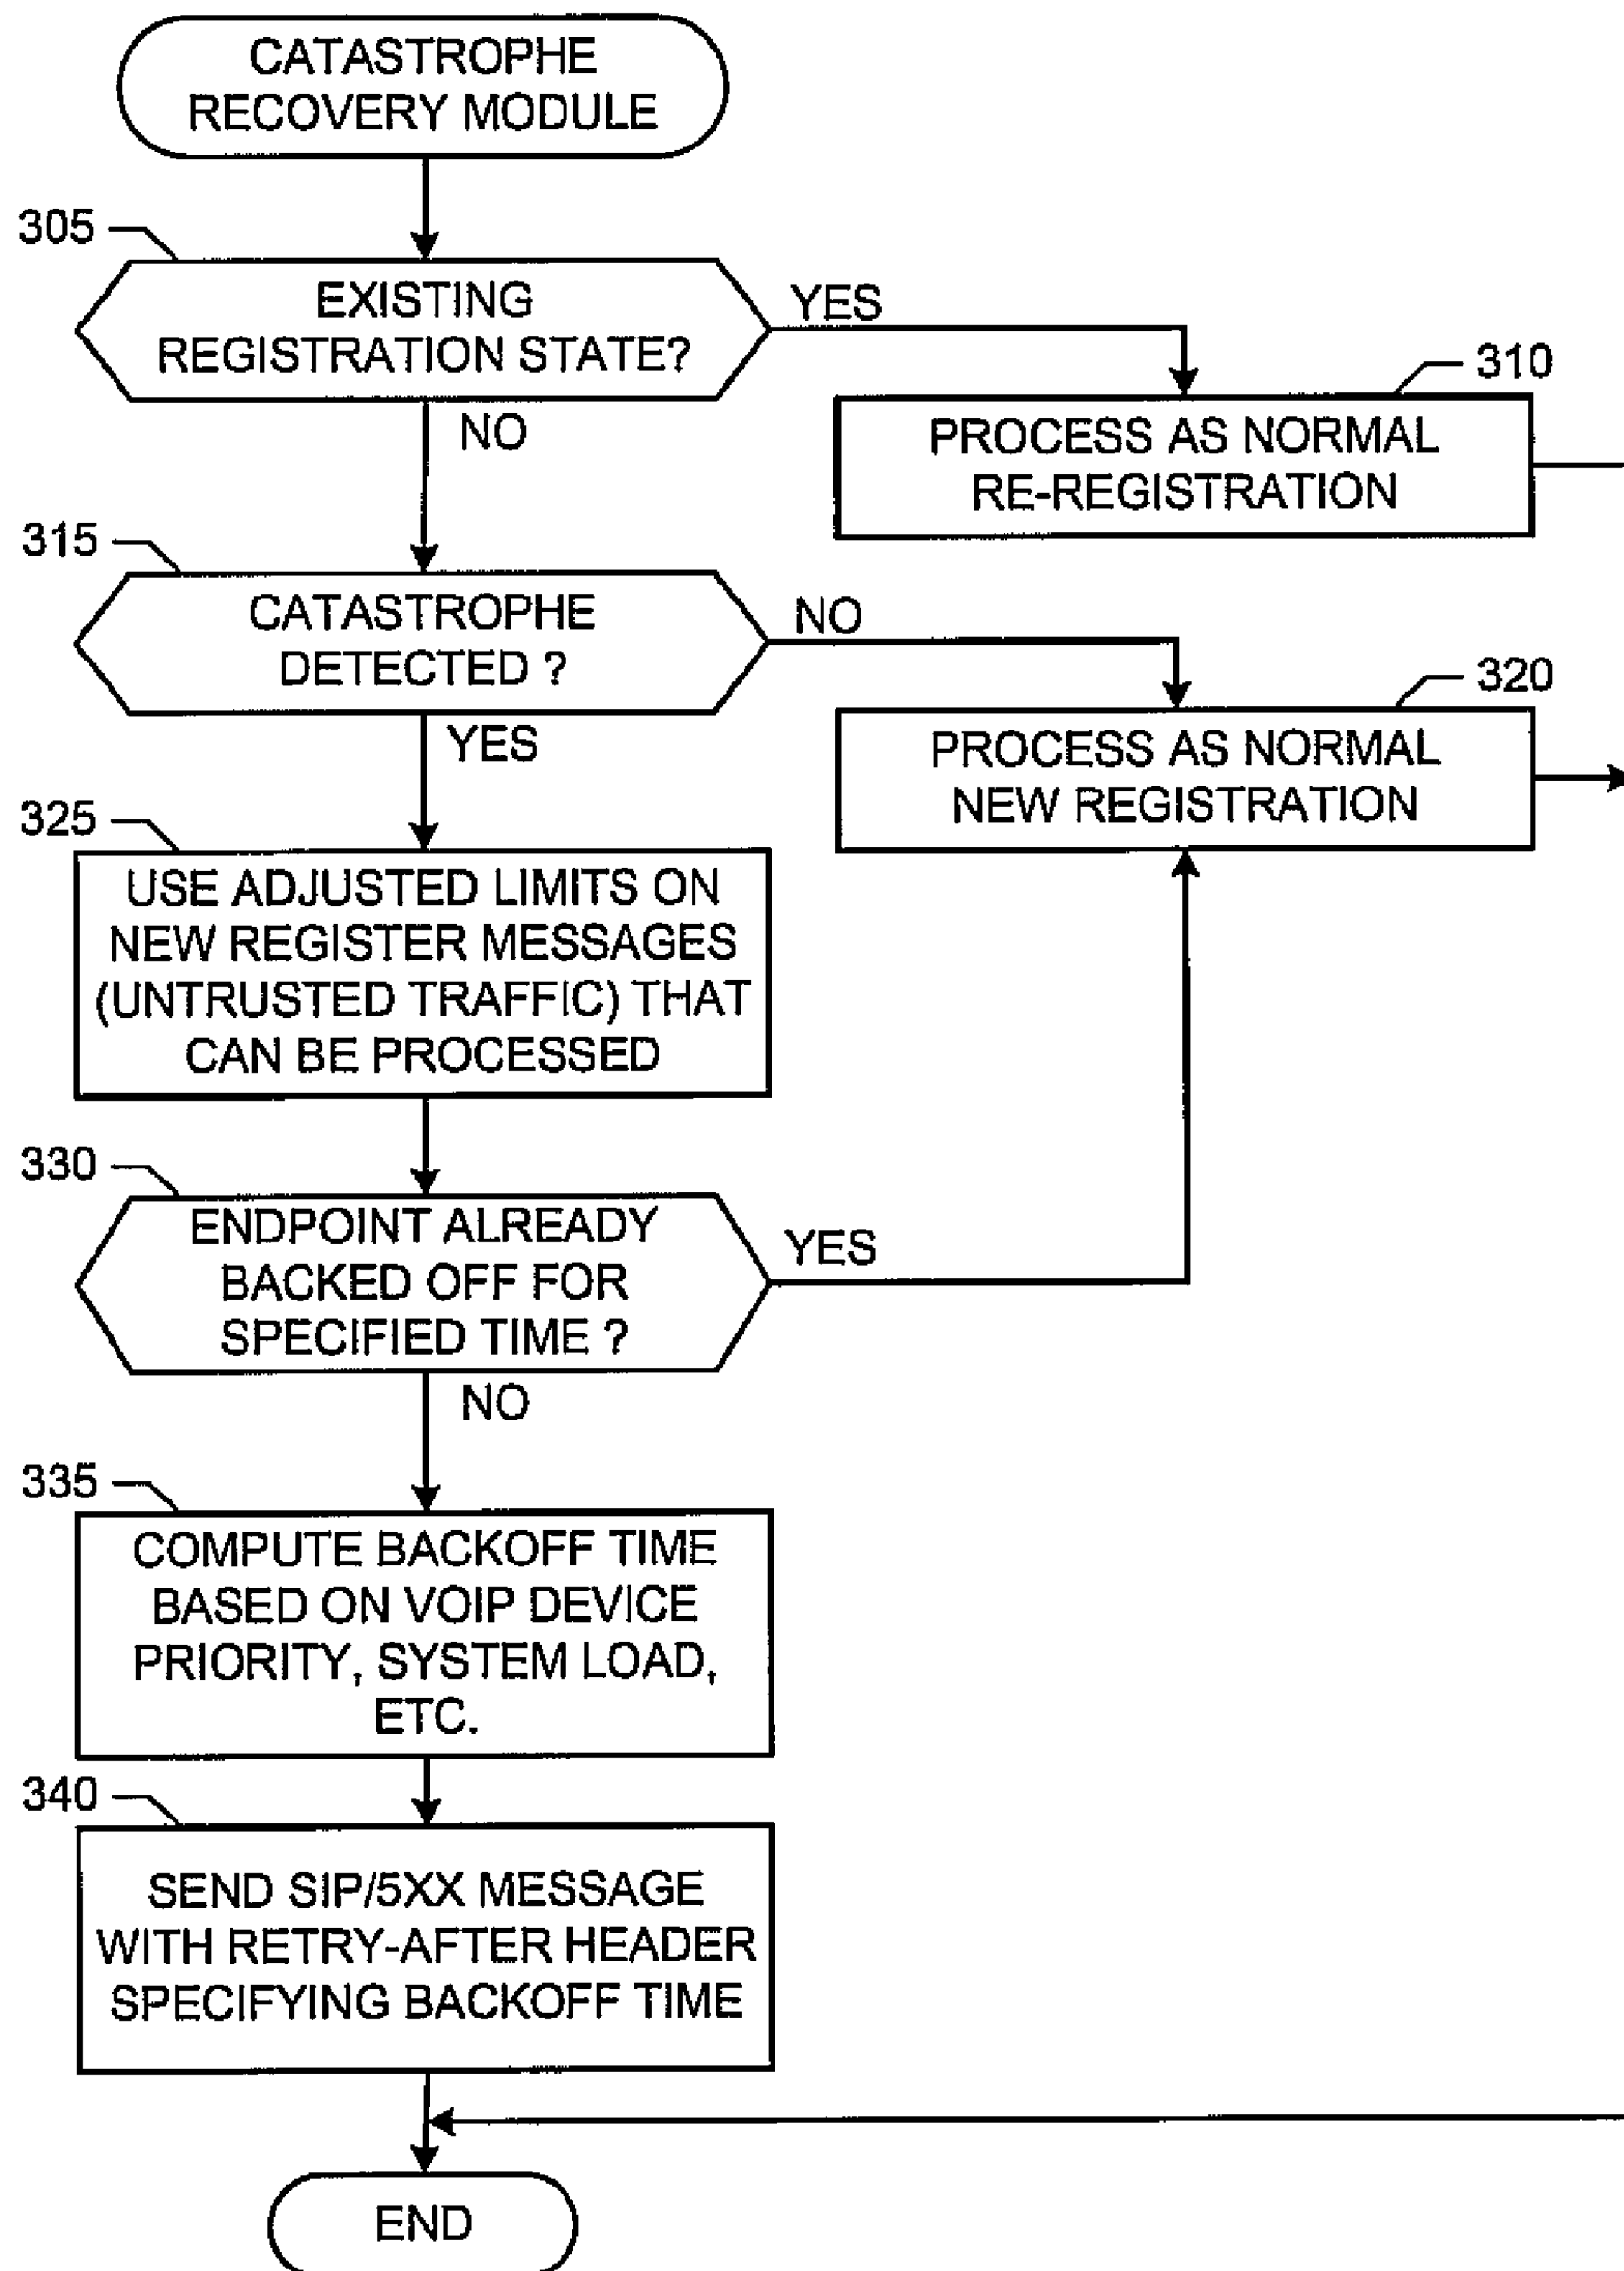 CATASTROPHE
RECOVERY MODULE
305
EXISTING
REGISTRATION STATE?
YES
NO
310
PROCESS AS NORMAL
RE-REGISTRATION
315
CATASTROPHE
DETECTED ?
NO
YES
320
PROCESS AS NORMAL
NEW REGISTRATION
325
USE ADJUSTED LIMITS ON
NEW REGISTER MESSAGES
(UNTRUSTED TRAFFIC) THAT
CAN BE PROCESSED
330
ENDPOINT ALREADY
BACKED OFF FOR
SPECIFIED TIME ?
YES
NO
335
COMPUTE BACKOFF TIME
BASED ON VOIP DEVICE
PRIORITY, SYSTEM LOAD,
ETC.
340
SEND SIP/5XX MESSAGE
WITH RETRY-AFTER HEADER
SPECIFYING BACKOFF TIME
END